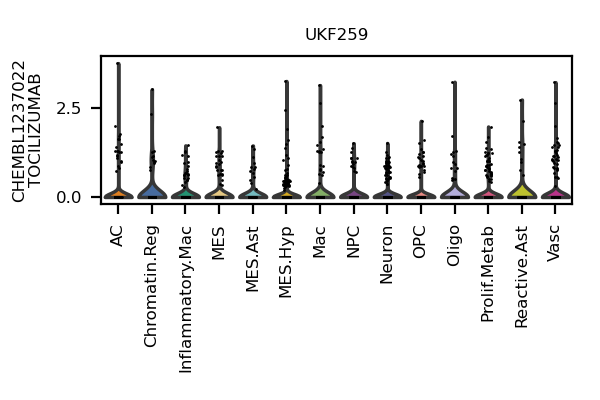 UKF259
CHEMBL1237022
TOCILIZUMAB
2.5
0.0
AC
Chromatin.Reg
Inflammatory.Mac
MES
MES.Ast
MES.Hyp
Mac
NPC
Neuron
OPC
Oligo
Prolif.Metab
Reactive.Ast
Vasc